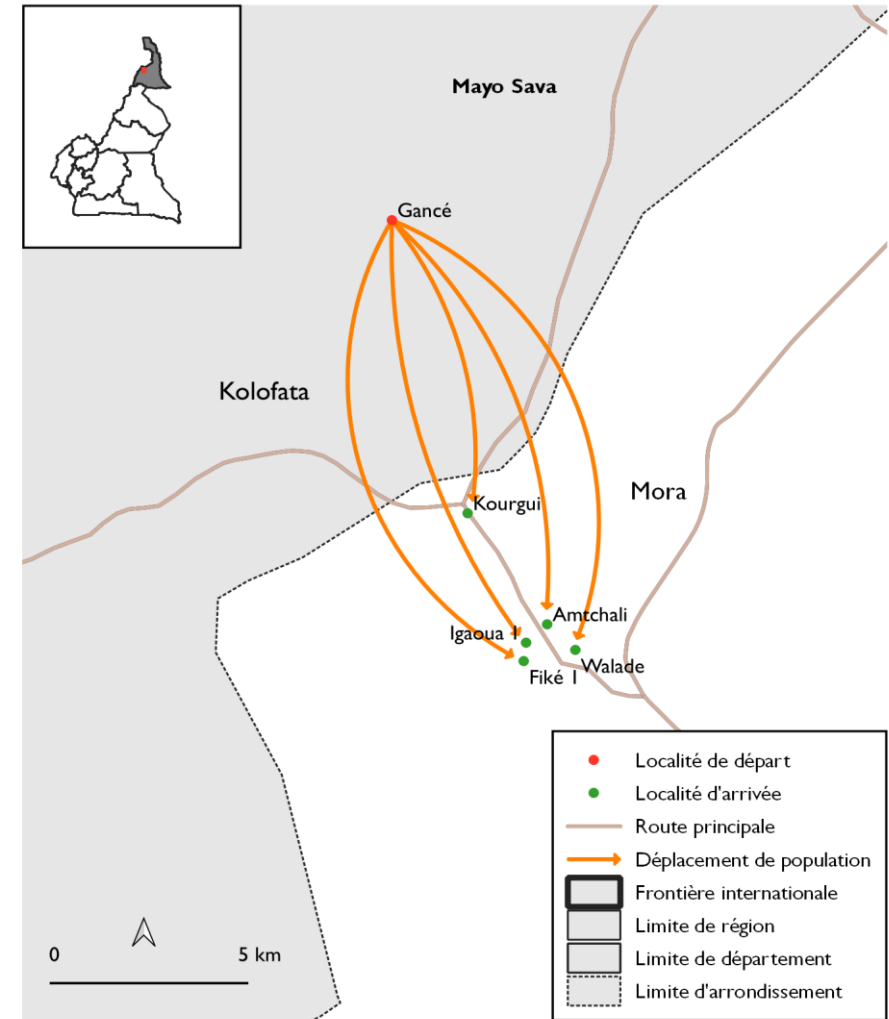 Mayo Sava
Gancé
Kolofata
Mora
Kourgui
Amtchali
Igaoua 1
Walade
Fiké 1
Localité de départ
Localité d'arrivée
Route principale
Déplacement de population
Frontière internationale
Limite de région
Limite de département
Limite d'arrondissement
0 5 km